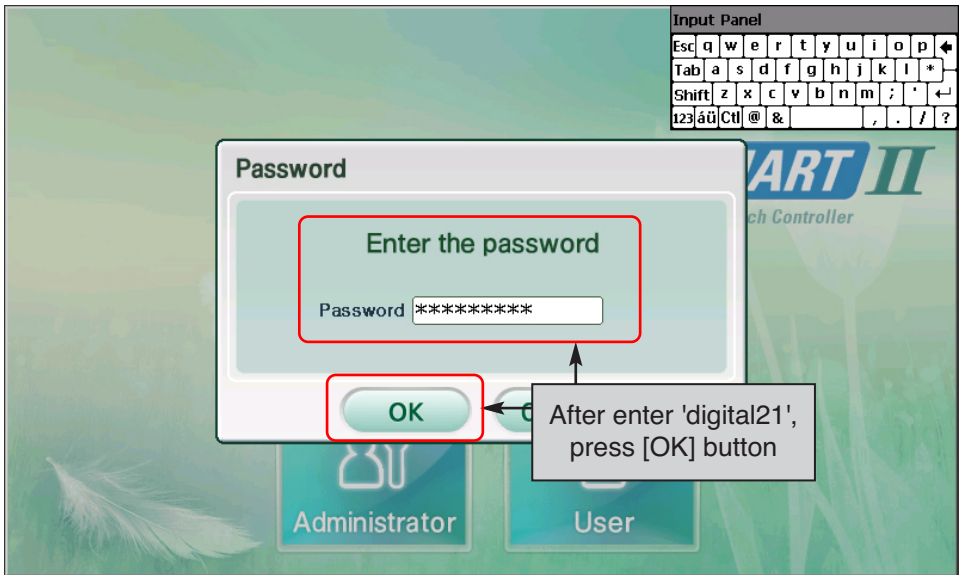 Input Panel
Esc q w e r t y u i o p
Tab a s d f g h j k l *
Shift z x c v b n m ; '
123 áü Ctl @ & , . / ?
ART II
ch Controller
Password
Enter the password
Password *********
OK
After enter 'digital21',
press [OK] button
Administrator
User